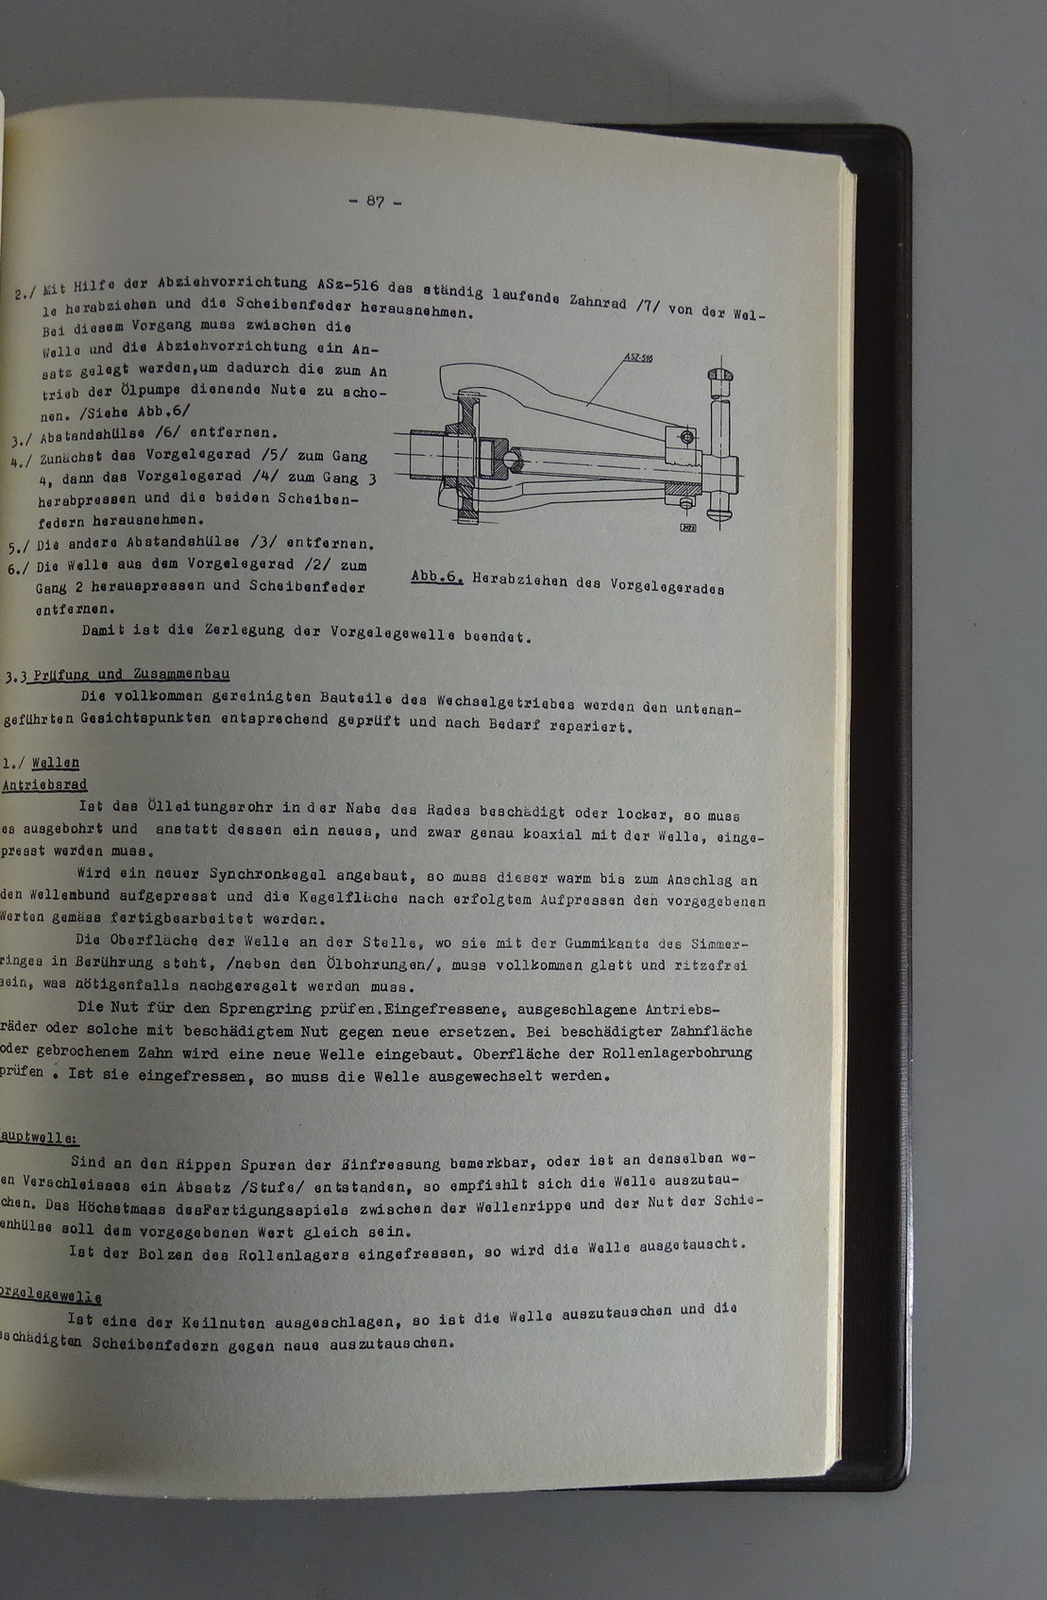 - 87 -
2./ Mit Hilfe der Abziehvorrichtung ASz-516 das ständig laufende Zahnrad /7/ von der Wel-
le herabziehen und die Scheibenfeder herausnehmen.
Bei diesem Vorgang muss zwischen die
Welle und die Abziehvorrichtung ein An-
satz gelegt werden,um dadurch die zum An
trieb der Ölpumpe dienende Nute zu scho-
nen. /Siehe Abb.6/
3./ Abstandshülse /6/ entfernen.
4./ Zunächst das Vorgelegerad /5/ zum Gang
4, dann das Vorgelegerad /4/ zum Gang 3
herabpressen und die beiden Scheiben-
federn herausnehmen.
5./ Die andere Abstandshülse /3/ entfernen.
6./ Die Welle aus dem Vorgelegerad /2/ zum
Gang 2 herauspressen und Scheibenfeder
entfernen.
ASZ-516
Abb.6. Herabziehen des Vorgelegerades
Damit ist die Zerlegung der Vorgelegewelle beendet.
3.3 Prüfung und Zusammenbau
Die vollkommen gereinigten Bauteile des Wechselgetriebes werden den untenan-
geführten Gesichtspunkten entsprechend geprüft und nach Bedarf repariert.
1./ Wellen
Antriebsrad
Ist das Ölleitungsrohr in der Nabe des Rades beschädigt oder locker, so muss
es ausgebohrt und anstatt dessen ein neues, und zwar genau koaxial mit der Welle, einge-
presst werden muss.
Wird ein neuer Synchronkegel angebaut, so muss dieser warm bis zum Anschlag an
den Wellenbund aufgepresst und die Kegelfläche nach erfolgtem Aufpressen den vorgegebenen
Werten gemäss fertigbearbeitet werden.
Die Oberfläche der Welle an der Stelle, wo sie mit der Gummikante des Simmer-
ringes in Berührung steht, /neben den Ölbohrungen/, muss vollkommen glatt und ritzefrei
sein, was nötigenfalls nachgeregelt werden muss.
Die Nut für den Sprengring prüfen.Eingefressene, ausgeschlagene Antriebs-
räder oder solche mit beschädigtem Nut gegen neue ersetzen. Bei beschädigter Zahnfläche
oder gebrochenem Zahn wird eine neue Welle eingebaut. Oberfläche der Rollenlagerbohrung
prüfen . Ist sie eingefressen, so muss die Welle ausgewechselt werden.
auptwelle:
Sind an den Rippen Spuren der Einfressung bemerkbar, oder ist an denselben we-
en Verschleisses ein Absatz /Stufe/ entstanden, so empfiehlt sich die Welle auszutau-
chen. Das Höchstmass desFertigungsspiels zwischen der Wellenrippe und der Nut der Schie-
enhülse soll dem vorgegebenen Wert gleich sein.
Ist der Bolzen des Rollenlagers eingefressen, so wird die Welle ausgetauscht.
orgelegewelle
Ist eine der Keilnuten ausgeschlagen, so ist die Welle auszutauschen und die
schädigten Scheibenfedern gegen neue auszutauschen.